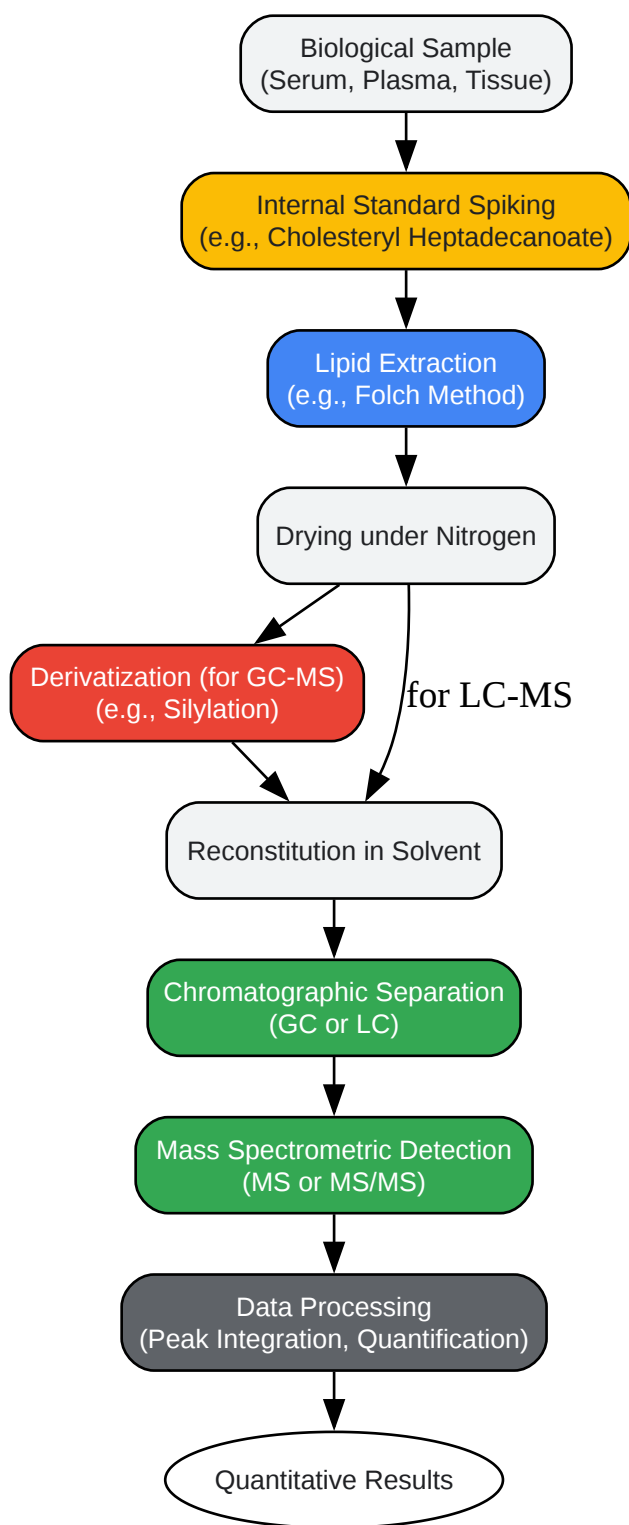 Biological Sample
(Serum, Plasma, Tissue)
Internal Standard Spiking
(e.g., Cholesteryl Heptadecanoate)
Lipid Extraction
(e.g., Folch Method)
Drying under Nitrogen
Derivatization (for GC-MS)
(e.g., Silylation)
for LC-MS
Reconstitution in Solvent
Chromatographic Separation
(GC or LC)
Mass Spectrometric Detection
(MS or MS/MS)
Data Processing
(Peak Integration, Quantification)
Quantitative Results